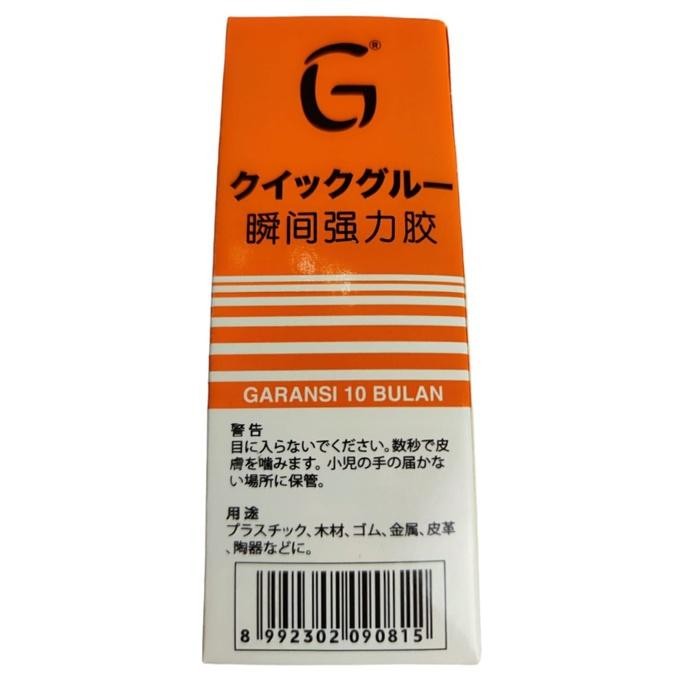 G®
クイックグルー
瞬间强力胶
GARANSI 10 BULAN
警告
目に入らないでください。数秒で皮
膚を噛みます。小児の手の届かな
い場所に保管。
用途
プラスチック、木材、ゴム、金属、皮革
、陶器などに。
8 992302 090815